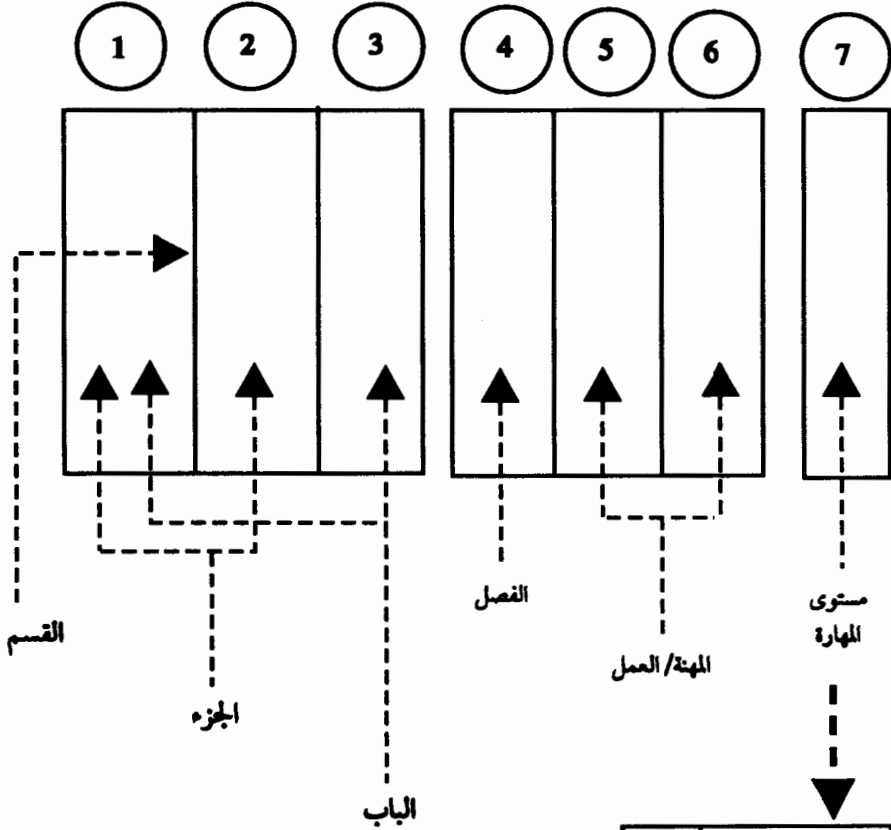 1 2 3 4 5 6 7
الفصل
مستوى
المهارة
القسم
المهنة/العمل
الجزء
الباب